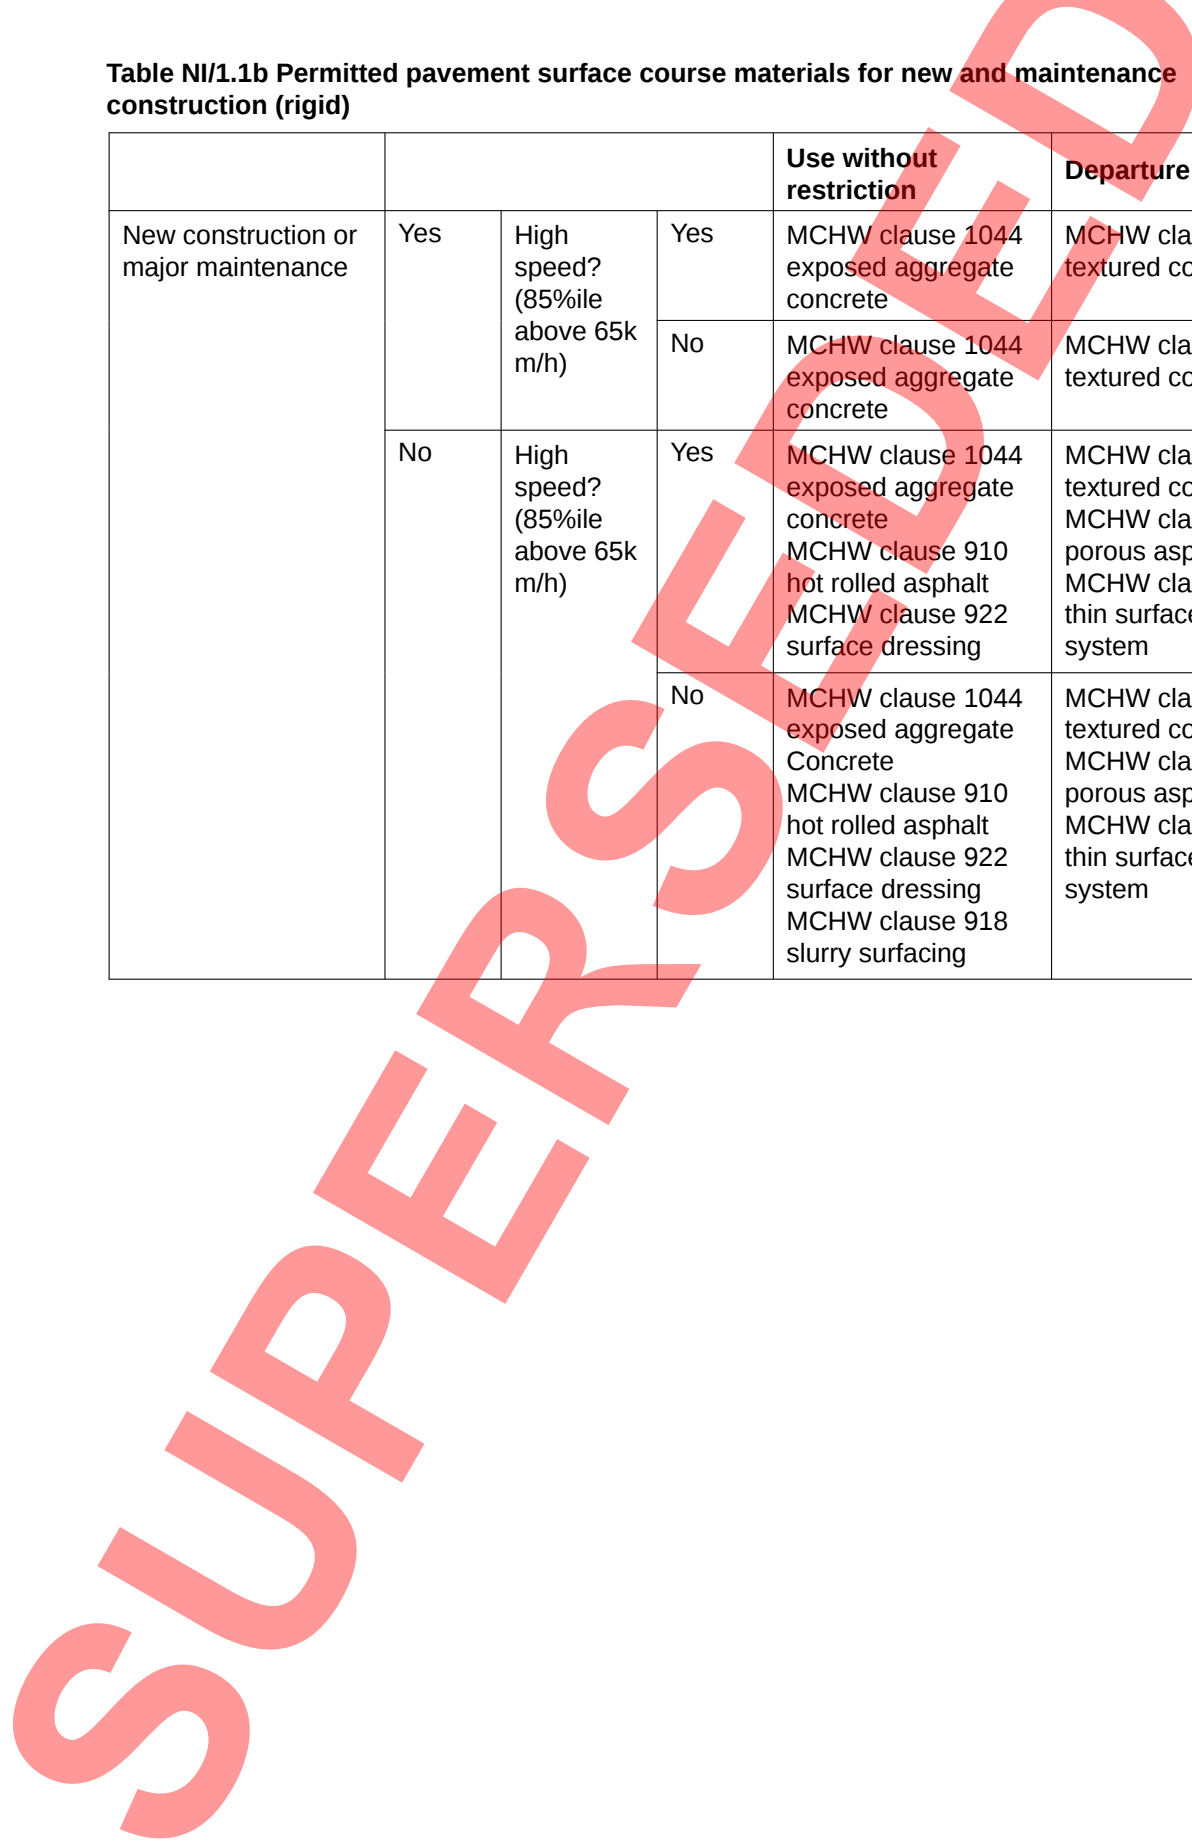 Table NI/1.1b Permitted pavement surface course materials for new and maintenance
construction (rigid)
Use without
restriction
Departure
New construction or
major maintenance
Yes
High
speed?
(85%ile
above 65k
m/h)
Yes
MCHW clause 1044
exposed aggregate
concrete
MCHW cla
textured co
No
MCHW clause 1044
exposed aggregate
concrete
MCHW cla
textured co
No
High
speed?
(85%ile
above 65k
m/h)
Yes
MCHW clause 1044
exposed aggregate
concrete
MCHW clause 910
hot rolled asphalt
MCHW clause 922
surface dressing
MCHW cla
textured co
MCHW cla
porous asp
MCHW cla
thin surface
system
No
MCHW clause 1044
exposed aggregate
Concrete
MCHW clause 910
hot rolled asphalt
MCHW clause 922
surface dressing
MCHW clause 918
slurry surfacing
MCHW cla
textured co
MCHW cla
porous asp
MCHW cla
thin surface
system
SUPERSEDED